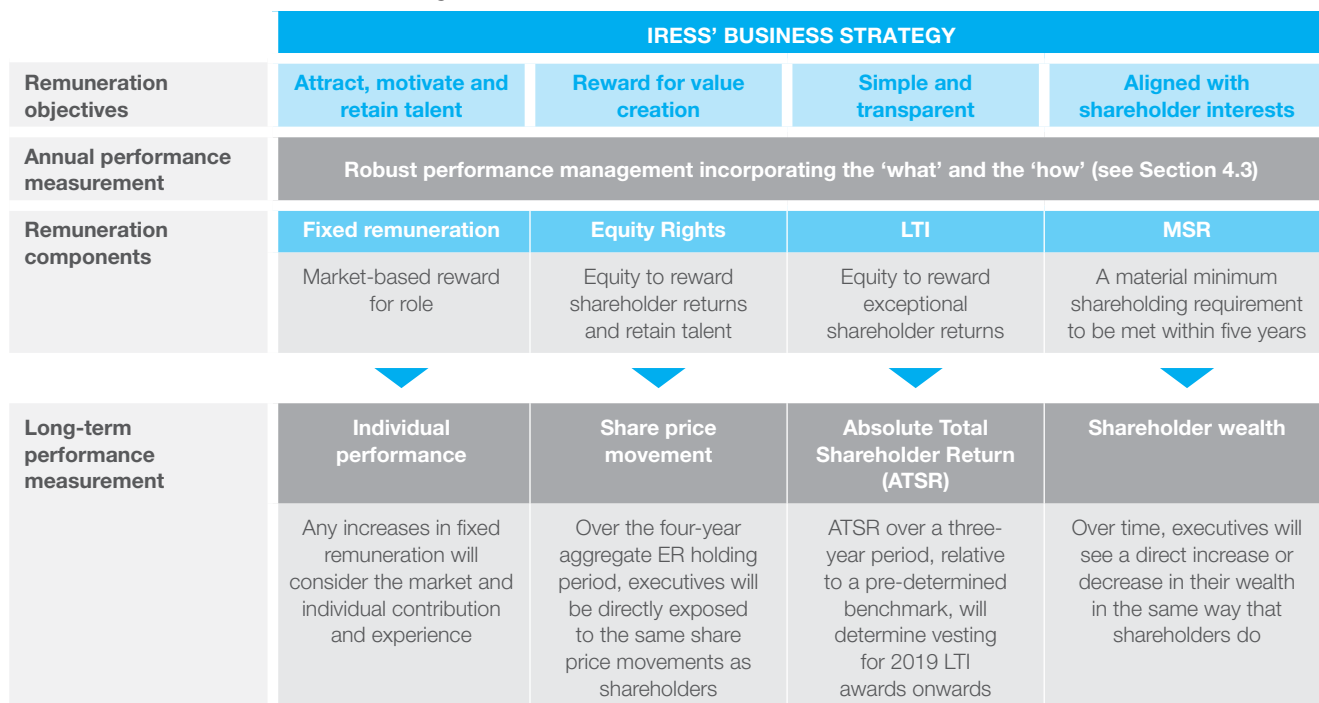 IRESS' BUSINESS STRATEGY
Remuneration
objectives
Attract, motivate and
retain talent
Reward for value
creation
Simple and
transparent
Aligned with
shareholder interests
Annual performance
measurement
Robust performance management incorporating the ‘what’ and the ‘how’ (see Section 4.3)
Remuneration
components
Fixed remuneration
Market-based reward
for role
Equity Rights
Equity to reward
shareholder returns
and retain talent
LTI
Equity to reward
exceptional
shareholder returns
MSR
A material minimum
shareholding requirement
to be met within five years
Long-term
performance
measurement
Individual
performance
Any increases in fixed
remuneration will
consider the market and
individual contribution
and experience
Share price
movement
Over the four-year
aggregate ER holding
period, executives will
be directly exposed
to the same share
price movements as
shareholders
Absolute Total
Shareholder Return
(ATSR)
ATSR over a three-
year period, relative
to a pre-determined
benchmark, will
determine vesting
for 2019 LTI
awards onwards
Shareholder wealth
Over time, executives will
see a direct increase or
decrease in their wealth
in the same way that
shareholders do